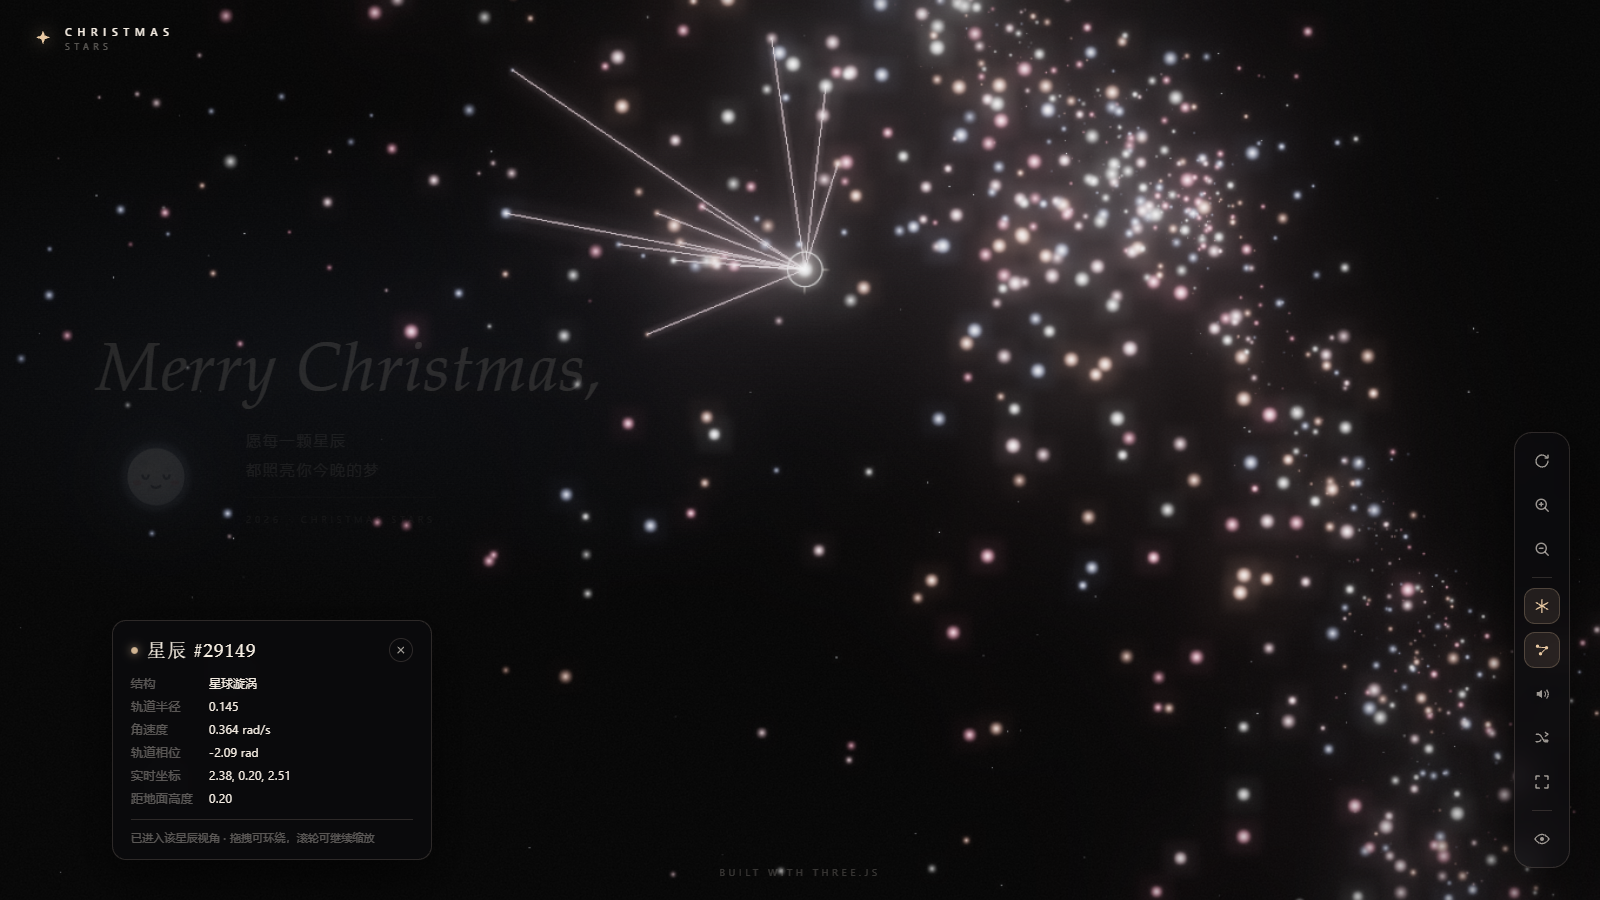 CHRISTMAS
STARS
Merry Christmas,
愿每一颗星辰
都照亮你今晚的梦
2025 · CHRISTMAS STARS
星辰 #29149
结构 星球漩涡
轨道半径 0.145
角速度 0.364 rad/s
轨道相位 -2.09 rad
实时坐标 2.38, 0.20, 2.51
距地面高度 0.20
已进入该星辰视角 · 拖拽可环绕，滚轮可继续缩放
BUILT WITH THREE.JS